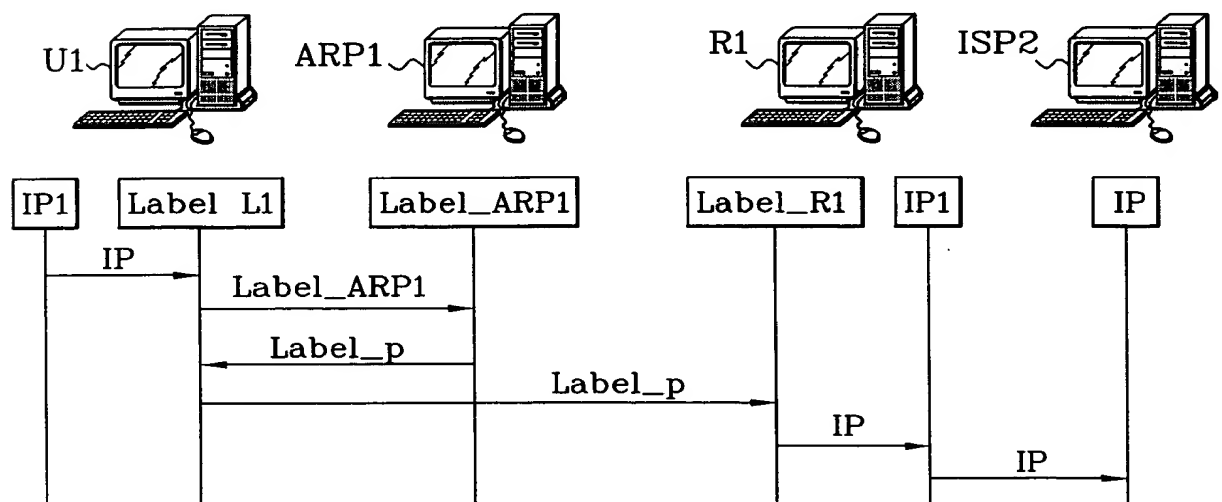 U1
ARP1
R1
ISP2
IP1
Label L1
Label_ARP1
Label_R1
IP1
IP
IP
Label_ARP1
Label_p
Label_p
IP
IP